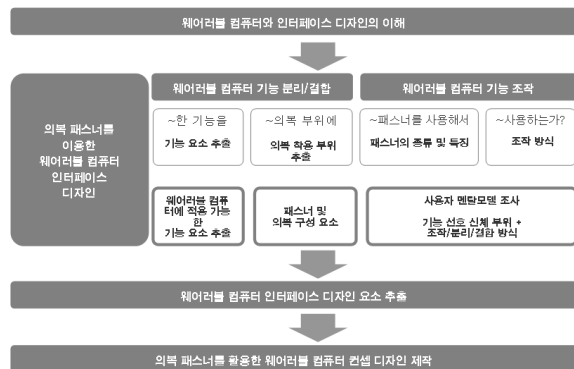 웨어러블 컴퓨터와 인터페이스 디자인의 이해
의복 패스너를
이용한
웨어러블 컴퓨터
인터페이스
디자인
웨어러블 컴퓨터 기능 분리/결합
웨어러블 컴퓨터 기능 조작
~한 기능을
기능 요소 추출
~의복 부위에
의복 착용 부위
추출
~패스너를 사용해서
패스너의 종류 및 특징
~사용하는가?
조작 방식
웨어러블 컴퓨
터에 적용 가능
한
기능 요소 추출
패스너 및
의복 구성 요소
사용자 멘탈모델 조사
기능 선호 신체 부위 +
조작/분리/결합 방식
웨어러블 컴퓨터 인터페이스 디자인 요소 추출
의복 패스너를 활용한 웨어러블 컴퓨터 컨셉 디자인 제작